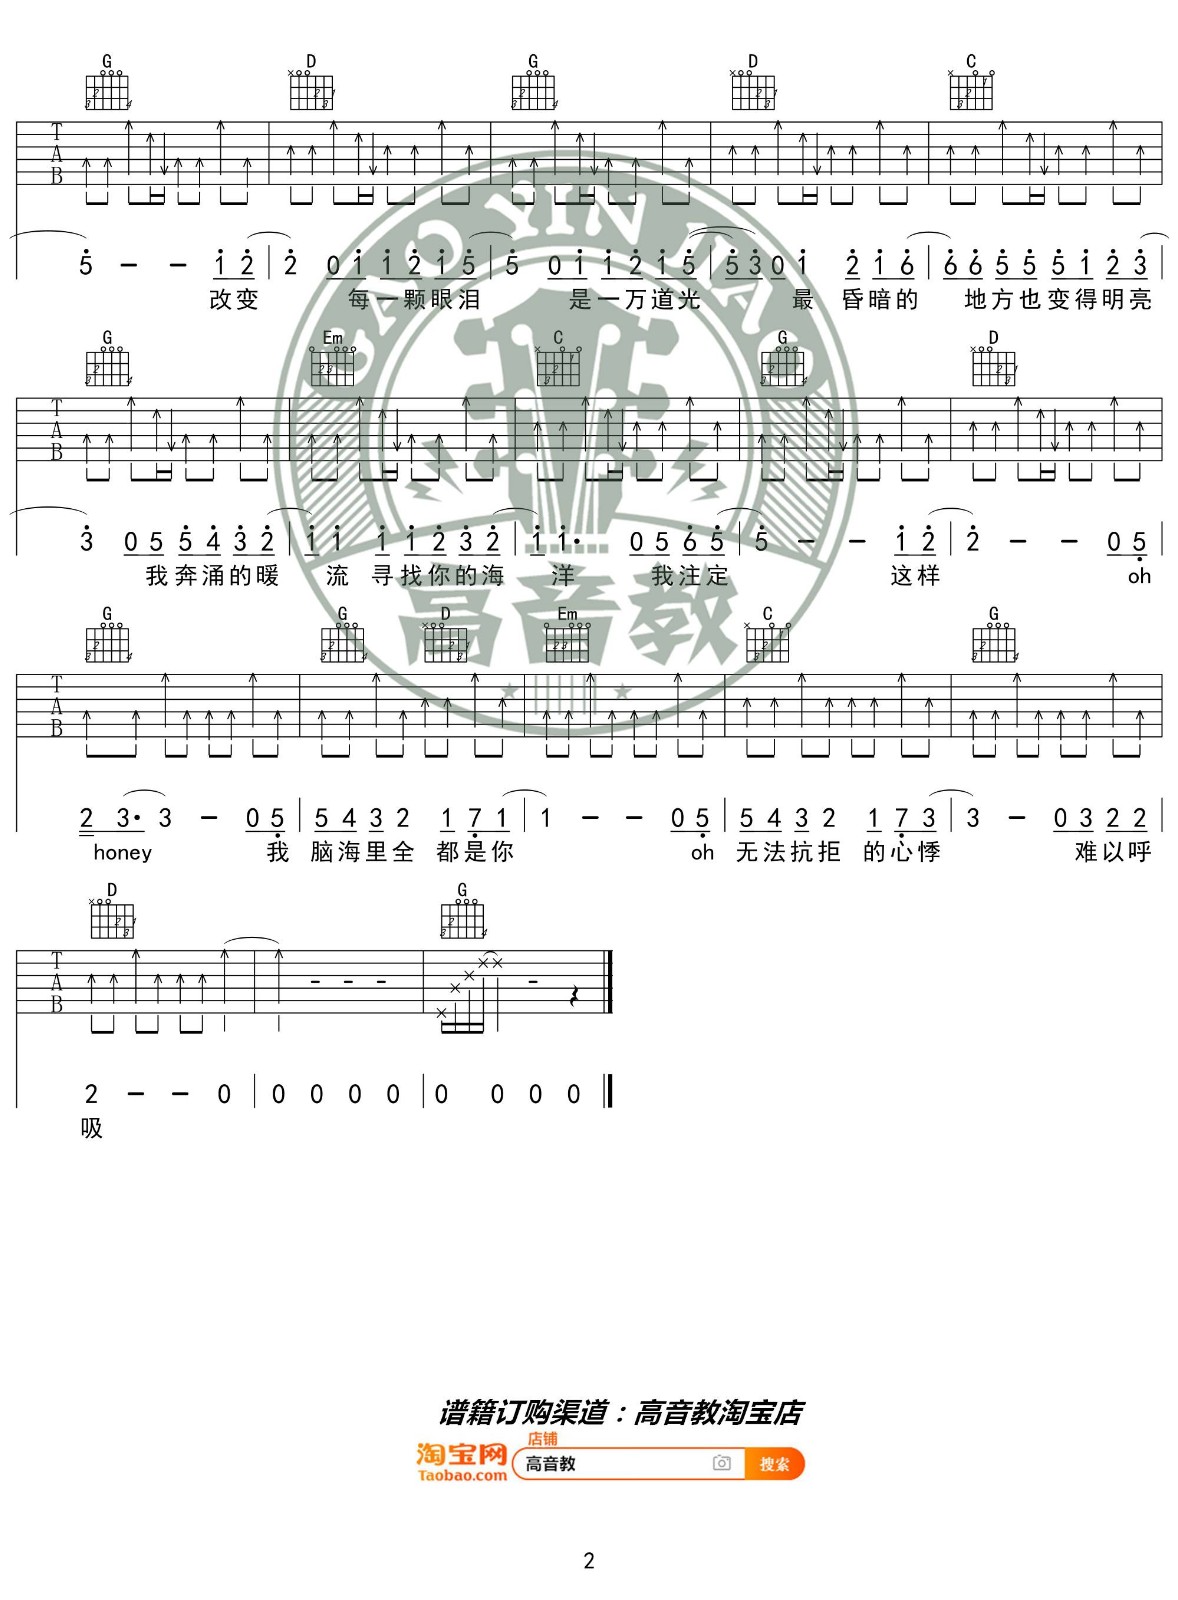 G D G D C
T
A
B
5 – – 1 2 2 0 1 1 2 1 5 5 0 1 1 2 1 5 5 3 0 1 2 1 6 6 6 5 5 5 1 2 3
改变 每一颗眼泪 是一万道光 最 昏暗的 地方也变得明亮
G Em C G D
T
A
B
3 0 5 5 4 3 2 1 1 1 1 2 3 2 1 1· 0 5 6 5 5 – – 1 2 2 – – 0 5
我奔涌的暖 流 寻找你的海 洋 我注定 这样 oh
G G D Em C G
T
A
B
2 3· 3 – 0 5 5 4 3 2 1 7 1 1 – – 0 5 5 4 3 2 1 7 3 3 – 0 3 2 2
honey 我 脑海里全 都是你 oh 无法抗拒 的心悸 难以呼
D G
T
A
B
2 – – 0 0 0 0 0 0 0 0 0
吸
GAO YIN JIAO
高音教
谱籍订购渠道：高音教淘宝店
店铺
淘宝网 高音教 搜索
Taobao.com
2